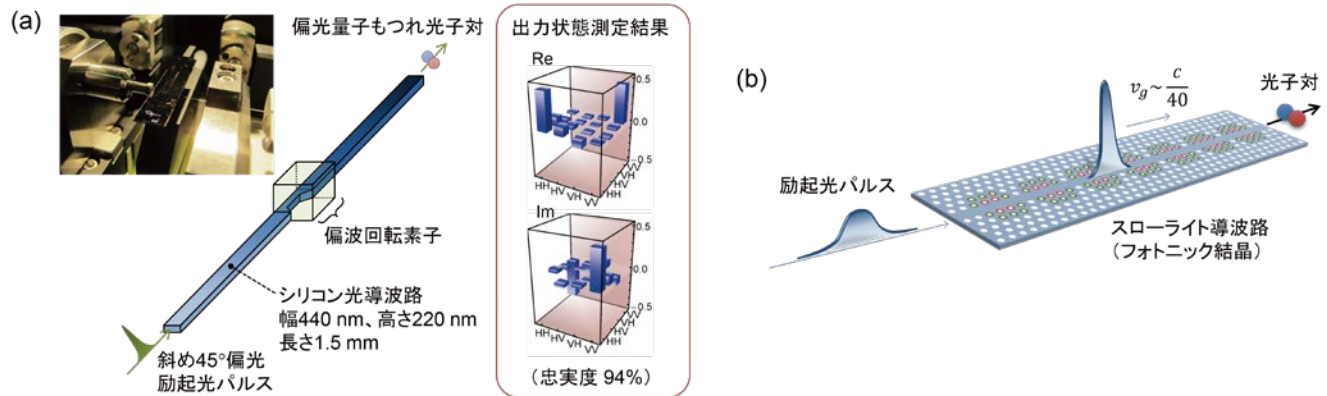 (a)
偏光量子もつれ光子対
偏波回転素子
シリコン光導波路
幅440 nm、高さ220 nm
長さ1.5 mm
斜め45°偏光
励起光パルス
出力状態測定結果
Re
0.5
0.0
−0.5
HH
HV
VH
VV
HH
HV
VH
VV
Im
0.5
0.0
−0.5
HH
HV
VH
VV
HH
HV
VH
VV
（忠実度 94%）
(b)
励起光パルス
v_g~c/40
光子対
スローライト導波路
（フォトニック結晶）